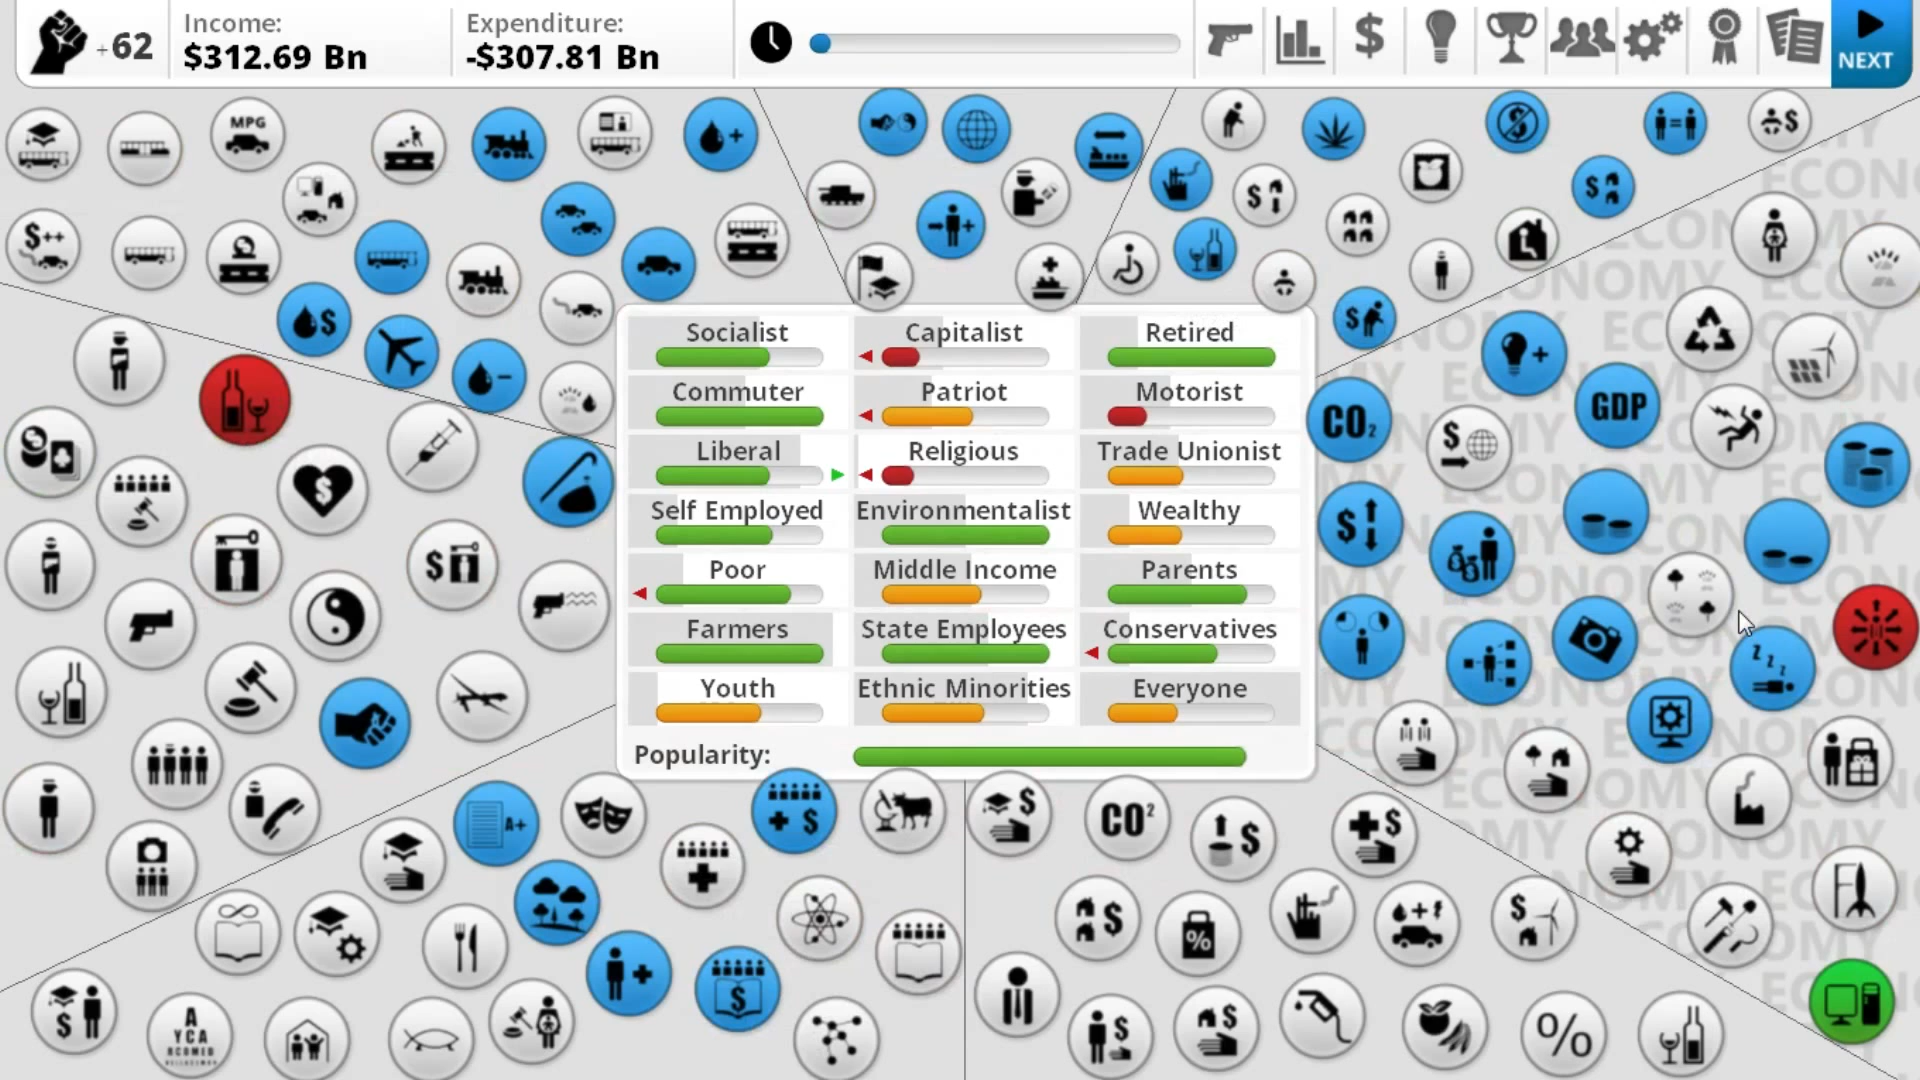 +62
Income:
$312.69 Bn
Expenditure:
-$307.81 Bn
NEXT
MPG
$++
$
$
$
$
$
ECONOMY
Socialist
Capitalist
Retired
Commuter
Patriot
Motorist
Liberal
Religious
Trade Unionist
Self Employed
Environmentalist
Wealthy
Poor
Middle Income
Parents
Farmers
State Employees
Conservatives
Youth
Ethnic Minorities
Everyone
Popularity:
CO2
GDP
$
$
$
$
z z z
A+
$
$
CO²
$
$
$
%
$
$
$
$
%
$
A
YCA